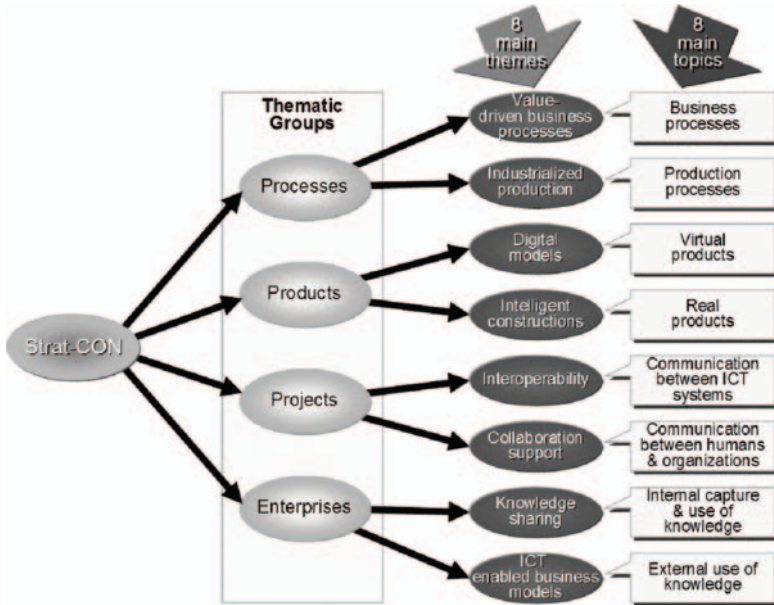 8
main
themes
8
main
topics
Thematic
Groups
Value-
driven business
processes
Business
processes
Processes
Industrialized
production
Production
processes
Digital
models
Virtual
products
Products
Intelligent
constructions
Real
products
Strat-CON
Interoperability
Communication
between ICT
systems
Projects
Collaboration
support
Communication
between humans
& organizations
Enterprises
Knowledge
sharing
Internal capture
& use of
knowledge
ICT
enabled business
models
External use of
knowledge